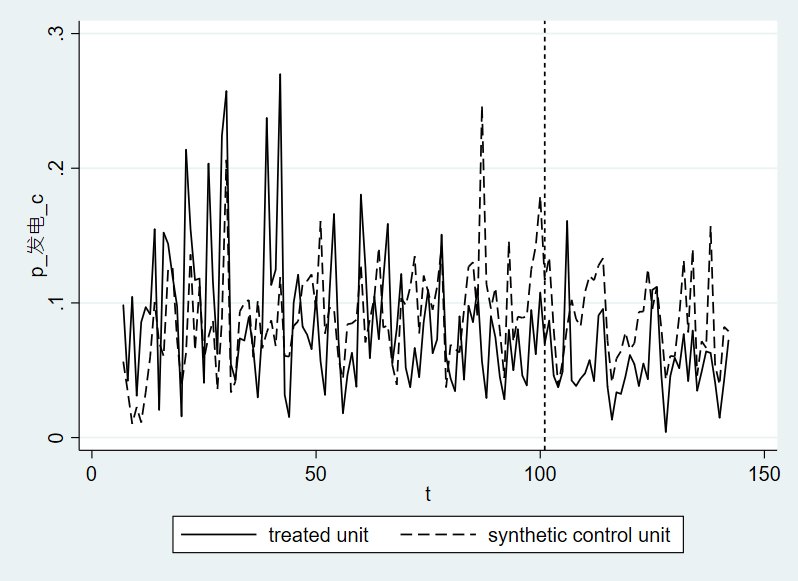 .3
.2
.1
0
p_发电_c
0
50
100
150
t
treated unit
synthetic control unit